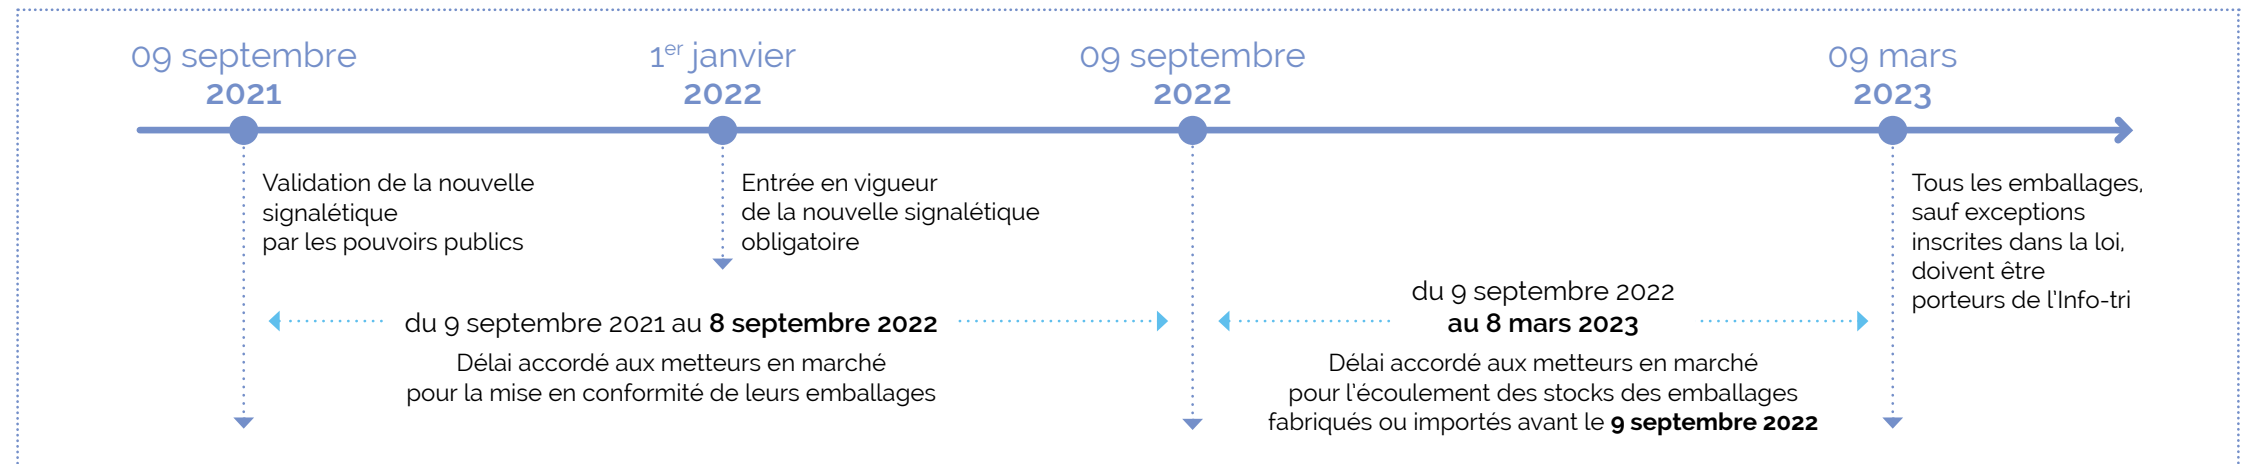 09 septembre
2021
1er janvier
2022
09 septembre
2022
09 mars
2023
Validation de la nouvelle
signalétique
par les pouvoirs publics
Entrée en vigueur
de la nouvelle signalétique
obligatoire
Tous les emballages,
sauf exceptions
inscrites dans la loi,
doivent être
porteurs de l'Info-tri
du 9 septembre 2021 au 8 septembre 2022
Délai accordé aux metteurs en marché
pour la mise en conformité de leurs emballages
du 9 septembre 2022
au 8 mars 2023
Délai accordé aux metteurs en marché
pour l'écoulement des stocks des emballages
fabriqués ou importés avant le 9 septembre 2022